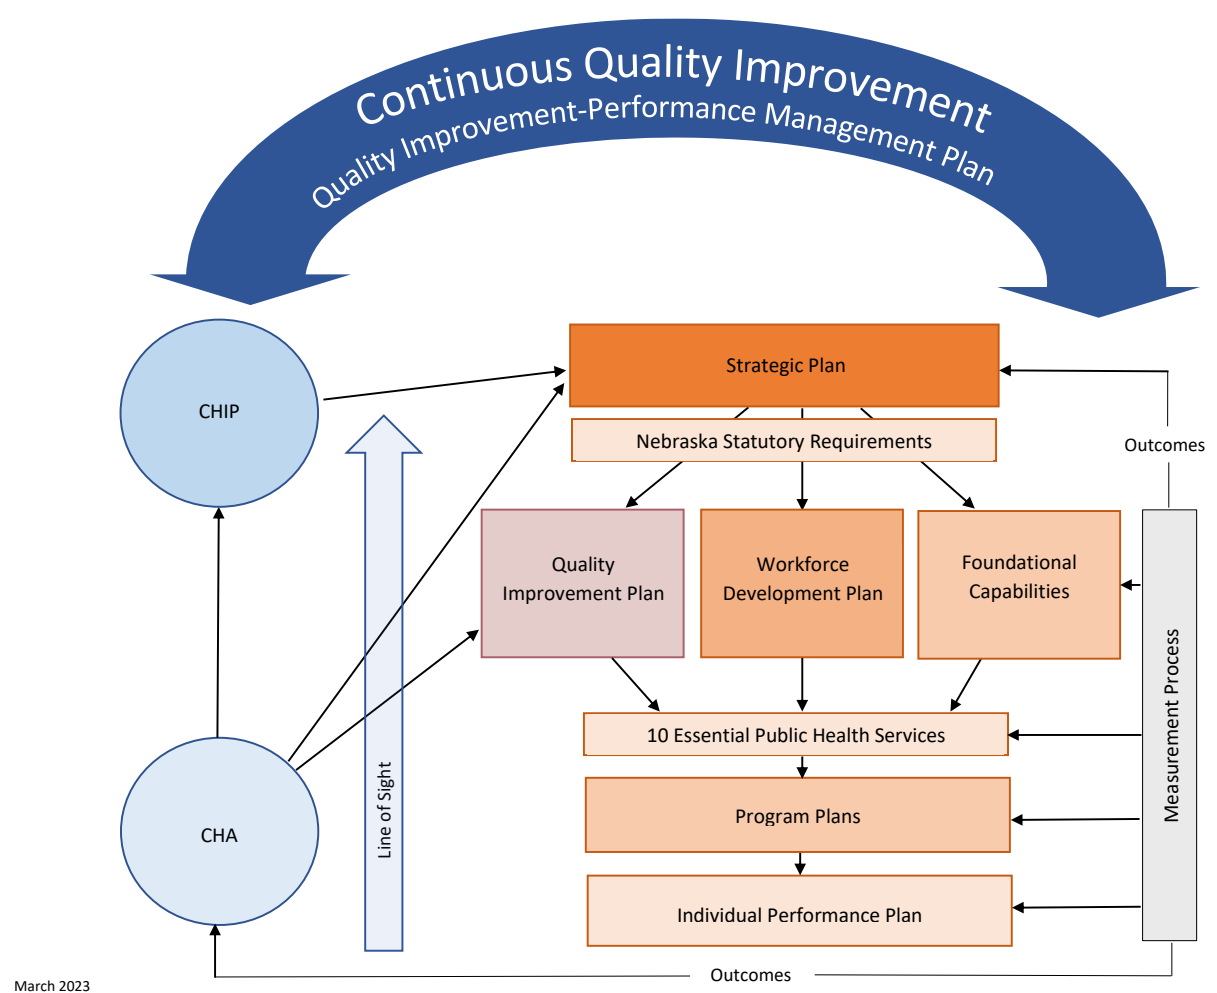 Continuous Quality Improvement
Quality Improvement-Performance Management Plan
CHIP
Strategic Plan
Nebraska Statutory Requirements
Outcomes
Quality
Improvement Plan
Workforce
Development Plan
Foundational
Capabilities
Measurement Process
10 Essential Public Health Services
Line of Sight
CHA
Program Plans
Individual Performance Plan
Outcomes
March 2023